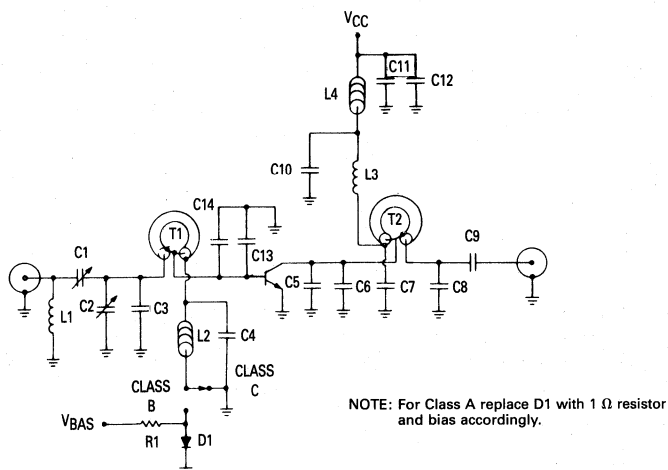 VCC
C11
C12
L4
C10
L3
C14
T1
T2
C13
C9
C1
C2
C3
C5
C6
C7
C8
L1
L2
C4
CLASS
B
CLASS
C
VBAS
R1
D1
NOTE: For Class A replace D1 with 1 Ω resistor
and bias accordingly.